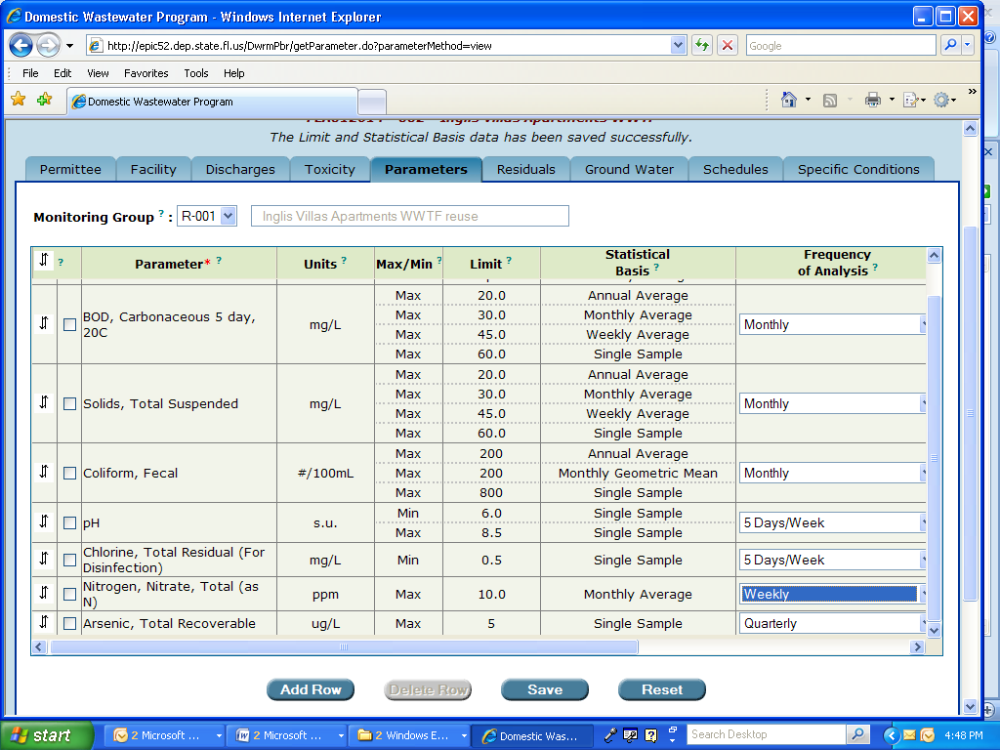 Domestic Wastewater Program - Windows Internet Explorer
http://epic52.dep.state.fl.us/DwrmPbr/getParameter.do?parameterMethod=view
Google
File Edit View Favorites Tools Help
Domestic Wastewater Program
The Limit and Statistical Basis data has been saved successfully.
Permittee Facility Discharges Toxicity Parameters Residuals Ground Water Schedules Specific Conditions
Monitoring Group ? : R-001 Inglis Villas Apartments WWTF reuse
? Parameter* ? Units ? Max/Min ? Limit ? Statistical Basis ? Frequency of Analysis ?
BOD, Carbonaceous 5 day, 20C mg/L Monthly
Max 20.0 Annual Average
Max 30.0 Monthly Average
Max 45.0 Weekly Average
Max 60.0 Single Sample
Solids, Total Suspended mg/L Monthly
Max 20.0 Annual Average
Max 30.0 Monthly Average
Max 45.0 Weekly Average
Max 60.0 Single Sample
Coliform, Fecal #/100mL Monthly
Max 200 Annual Average
Max 200 Monthly Geometric Mean
Max 800 Single Sample
pH s.u. 5 Days/Week
Min 6.0 Single Sample
Max 8.5 Single Sample
Chlorine, Total Residual (For Disinfection) mg/L Min 0.5 Single Sample 5 Days/Week
Nitrogen, Nitrate, Total (as N) ppm Max 10.0 Monthly Average Weekly
Arsenic, Total Recoverable ug/L Max 5 Single Sample Quarterly
Add Row Delete Row Save Reset
start 2 Microsoft ... 2 Microsoft ... 2 Windows E... Domestic Was... Search Desktop 4:48 PM